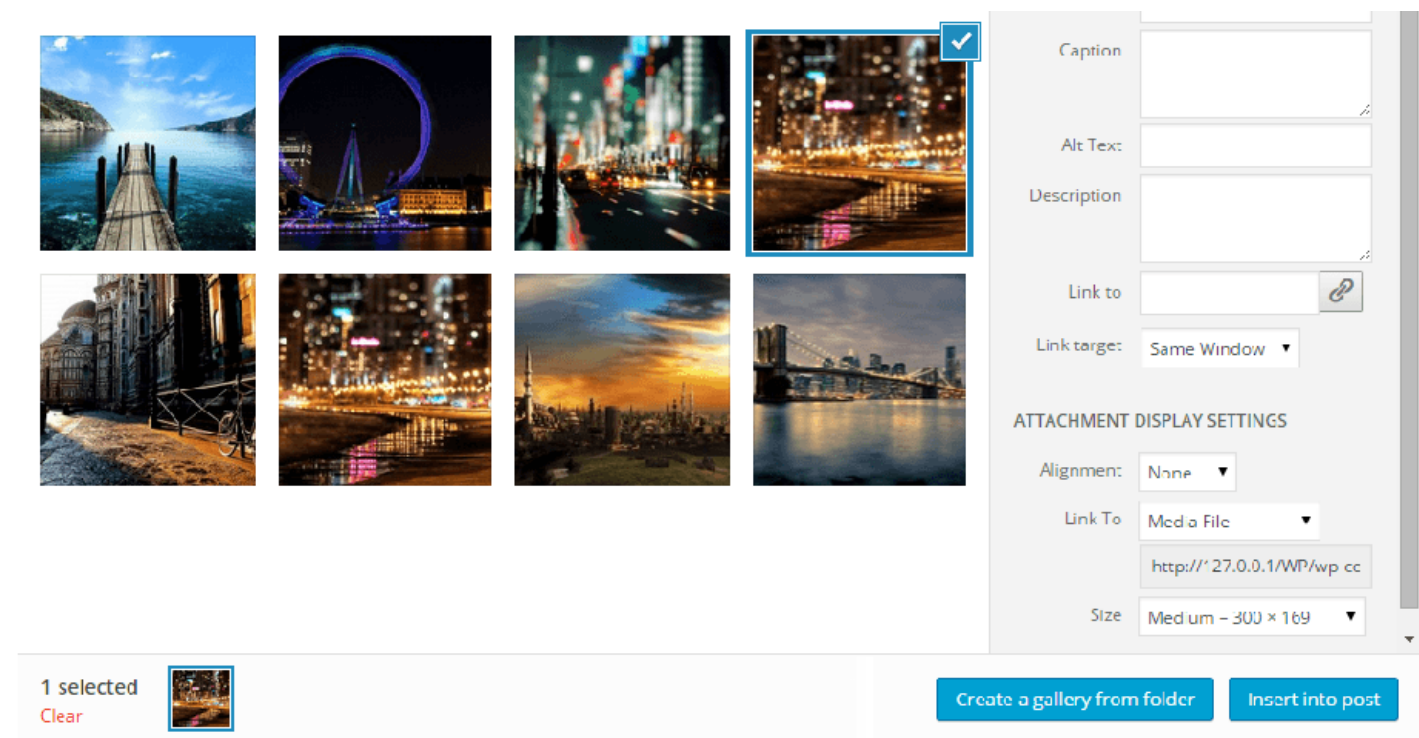 Caption
Alt Text
Description
Link to
Link target
Same Window
ATTACHMENT DISPLAY SETTINGS
Alignment
None
Link To
Media File
http://127.0.0.1/WP/wp-cc
Size
Medium – 300 × 169
1 selected
Clear
Create a gallery from folder
Insert into post